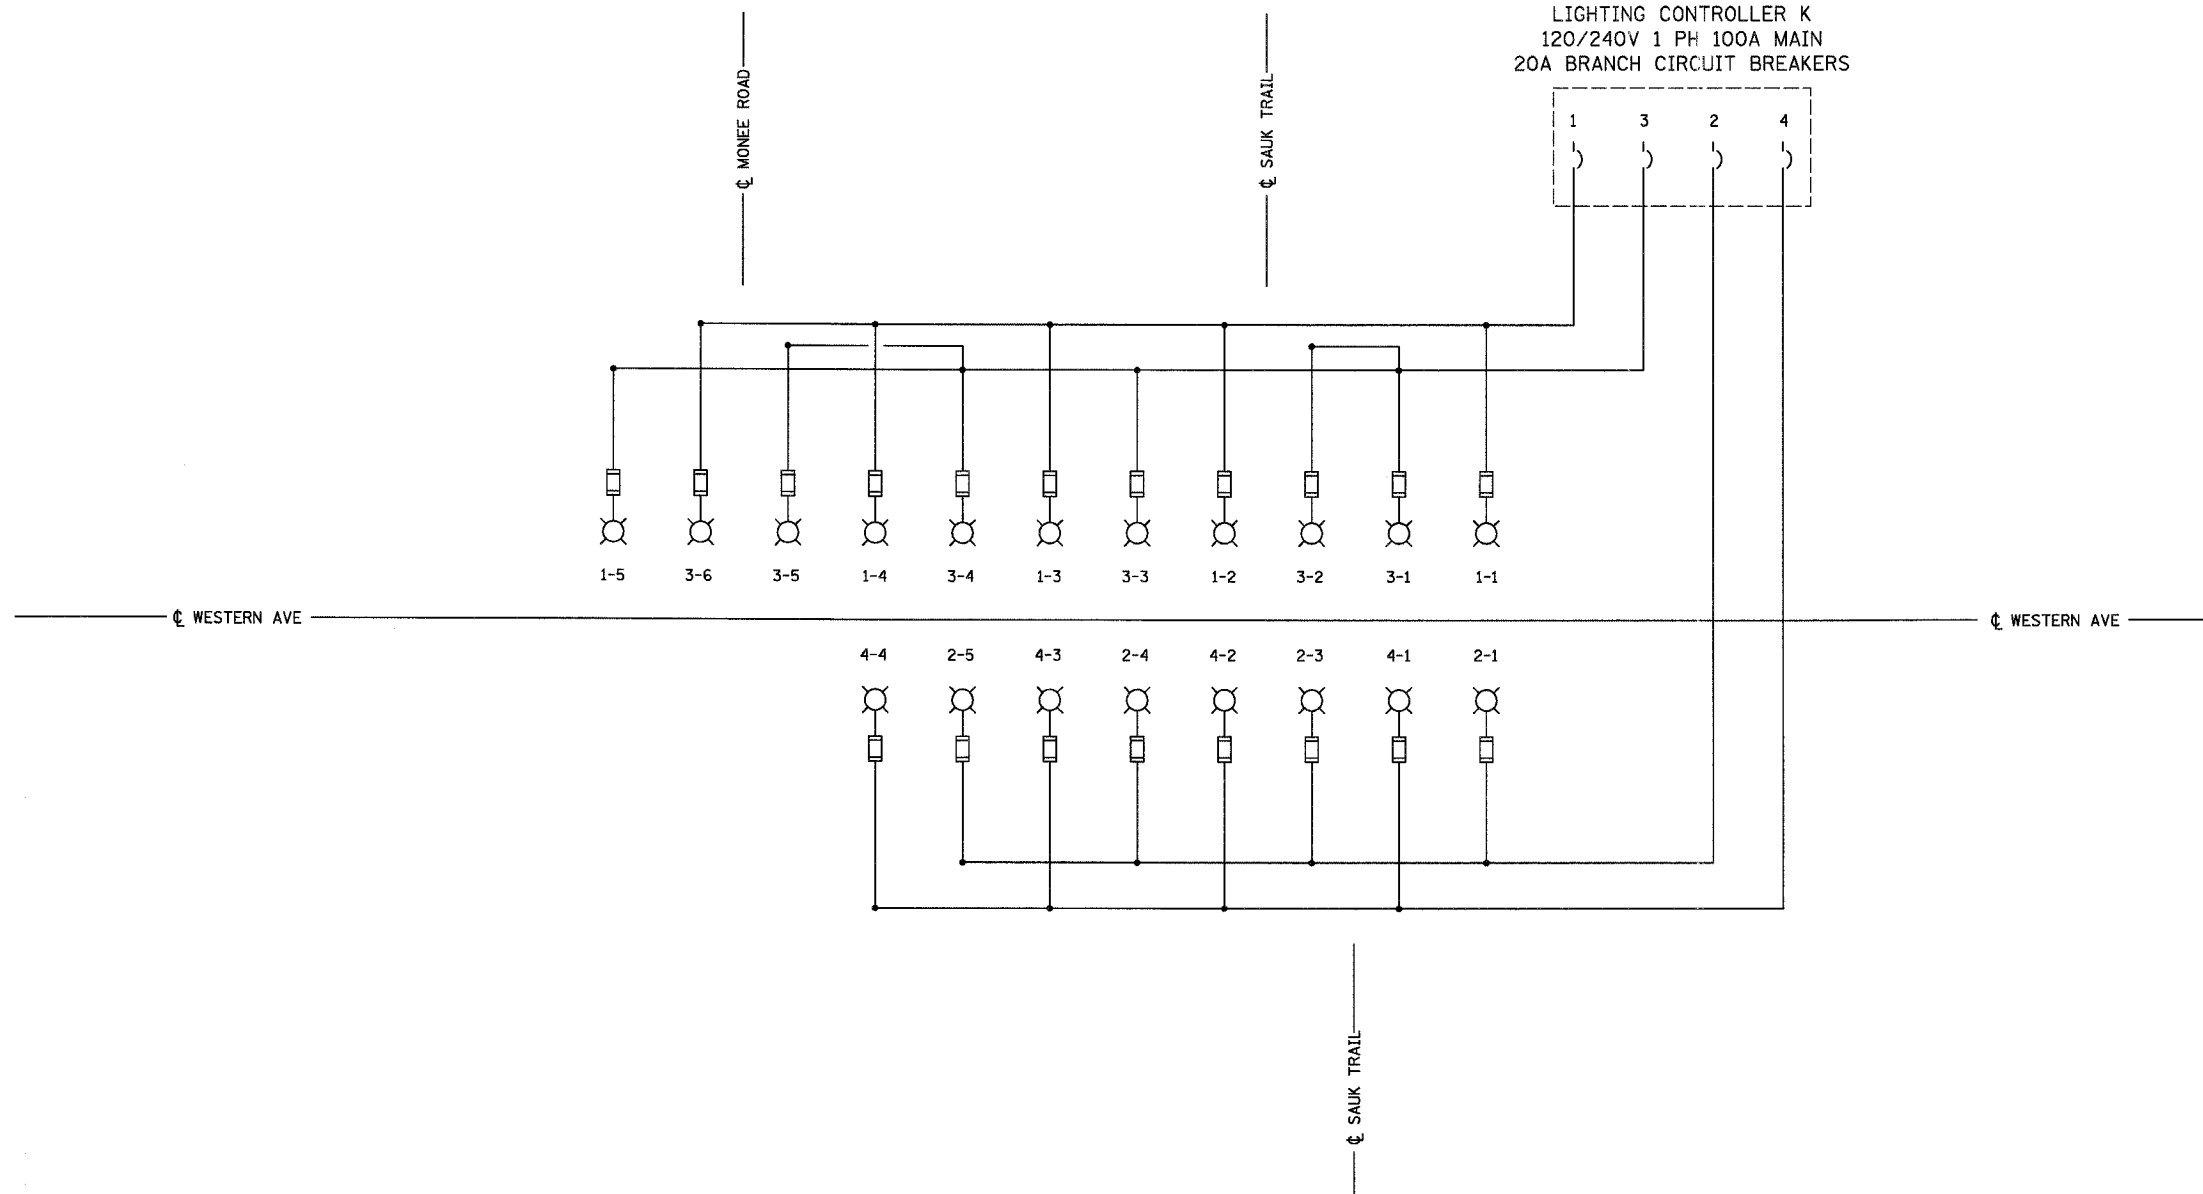 LIGHTING CONTROLLER K
120/240V 1 PH 100A MAIN
20A BRANCH CIRCUIT BREAKERS
1 3 2 4
℄ MONEE ROAD
℄ SAUK TRAIL
1-5 3-6 3-5 1-4 3-4 1-3 3-3 1-2 3-2 3-1 1-1
℄ WESTERN AVE
℄ WESTERN AVE
4-4 2-5 4-3 2-4 4-2 2-3 4-1 2-1
℄ SAUK TRAIL